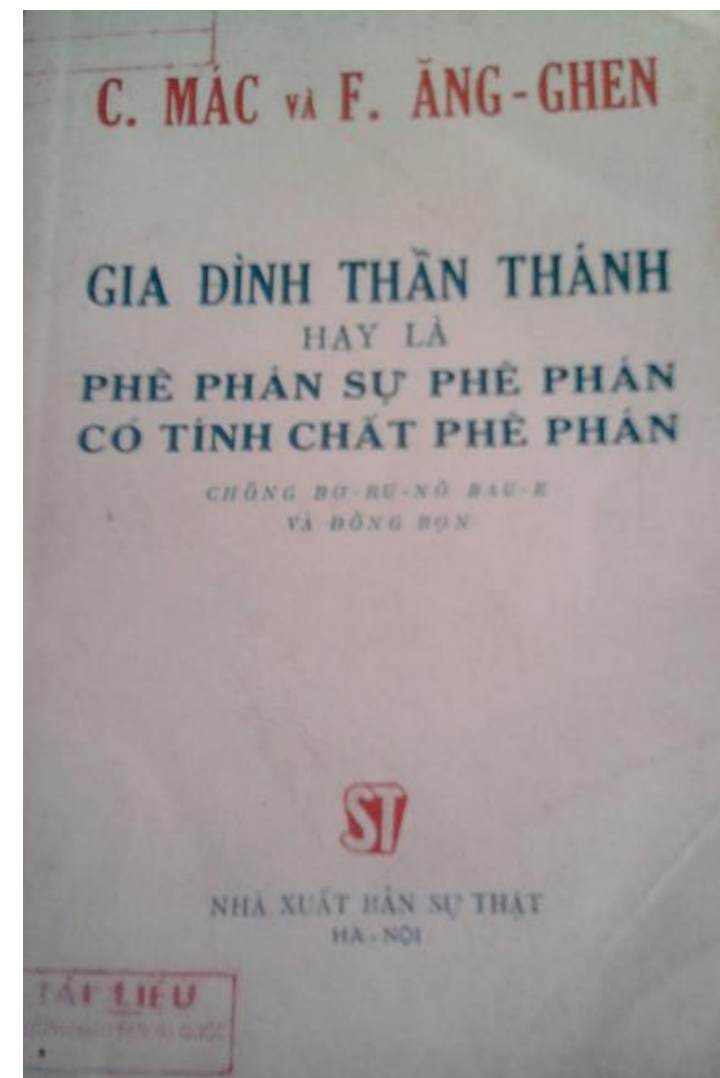 C. MÁC VÀ F. ĂNG-GHEN
GIA ĐÌNH THẦN THÁNH
HAY LÀ
PHÊ PHÁN SỰ PHÊ PHÁN
CÓ TÍNH CHẤT PHÊ PHÁN
CHỐNG BƠ-RU-NÔ BAU-E
VÀ ĐỒNG BỌN
ST
NHÀ XUẤT BẢN SỰ THẬT
HÀ-NỘI
TÀI LIỆU